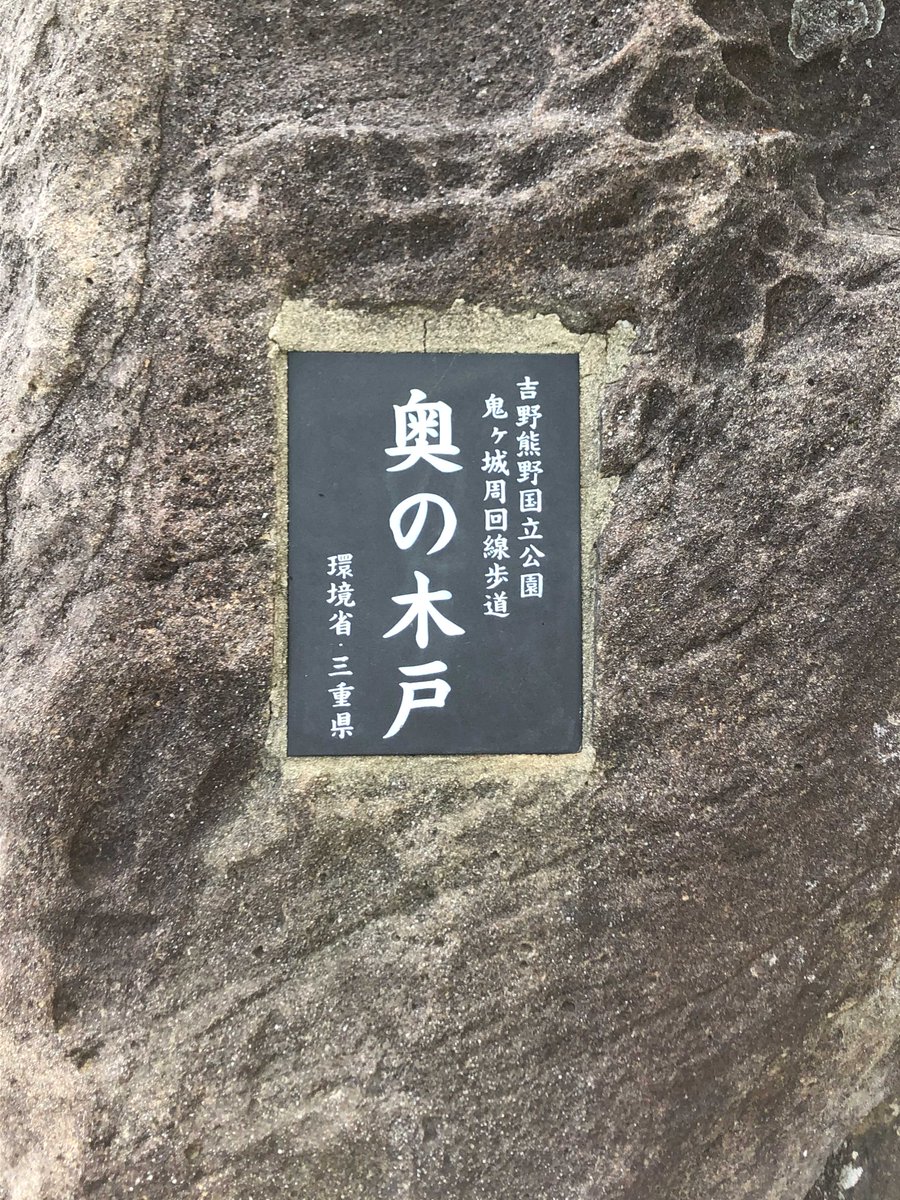 吉野熊野国立公園
鬼ヶ城周回線歩道
奥の木戸
環境省・三重県